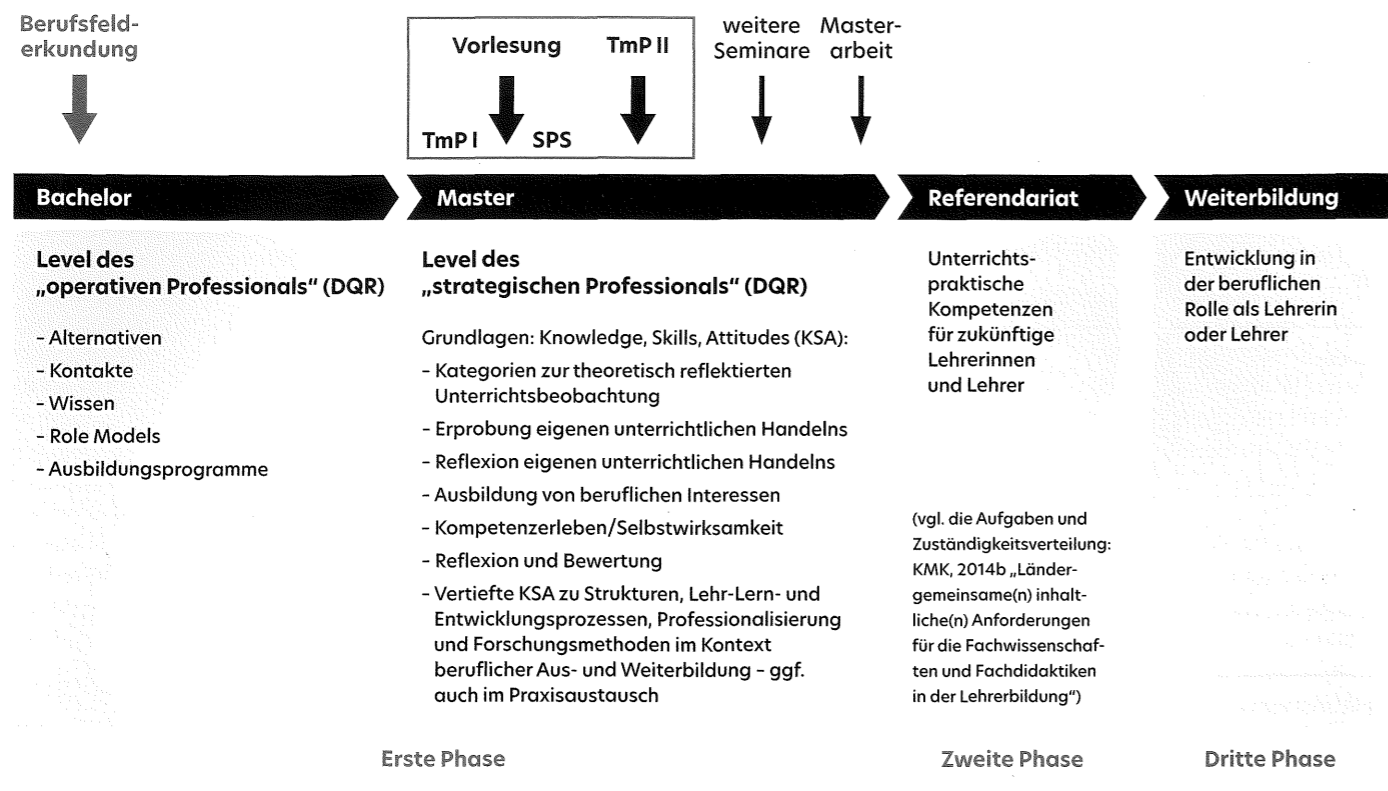 Berufsfeld-
erkundung
Vorlesung
TmP II
TmP I
SPS
weitere
Seminare
Master-
arbeit
Bachelor
Master
Referendariat
Weiterbildung
Level des
„operativen Professionals“ (DQR)
– Alternativen
– Kontakte
– Wissen
– Role Models
– Ausbildungsprogramme
Level des
„strategischen Professionals“ (DQR)
Grundlagen: Knowledge, Skills, Attitudes (KSA):
– Kategorien zur theoretisch reflektierten
Unterrichtsbeobachtung
– Erprobung eigenen unterrichtlichen Handelns
– Reflexion eigenen unterrichtlichen Handelns
– Ausbildung von beruflichen Interessen
– Kompetenzerleben/Selbstwirksamkeit
– Reflexion und Bewertung
– Vertiefte KSA zu Strukturen, Lehr-Lern- und
Entwicklungsprozessen, Professionalisierung
und Forschungsmethoden im Kontext
beruflicher Aus- und Weiterbildung – ggf.
auch im Praxisaustausch
Unterrichts-
praktische
Kompetenzen
für zukünftige
Lehrerinnen
und Lehrer
(vgl. die Aufgaben und
Zuständigkeitsverteilung:
KMK, 2014b „Länder-
gemeinsame(n) inhalt-
liche(n) Anforderungen
für die Fachwissenschaf-
ten und Fachdidaktiken
in der Lehrerbildung“)
Entwicklung in
der beruflichen
Rolle als Lehrerin
oder Lehrer
Erste Phase
Zweite Phase
Dritte Phase